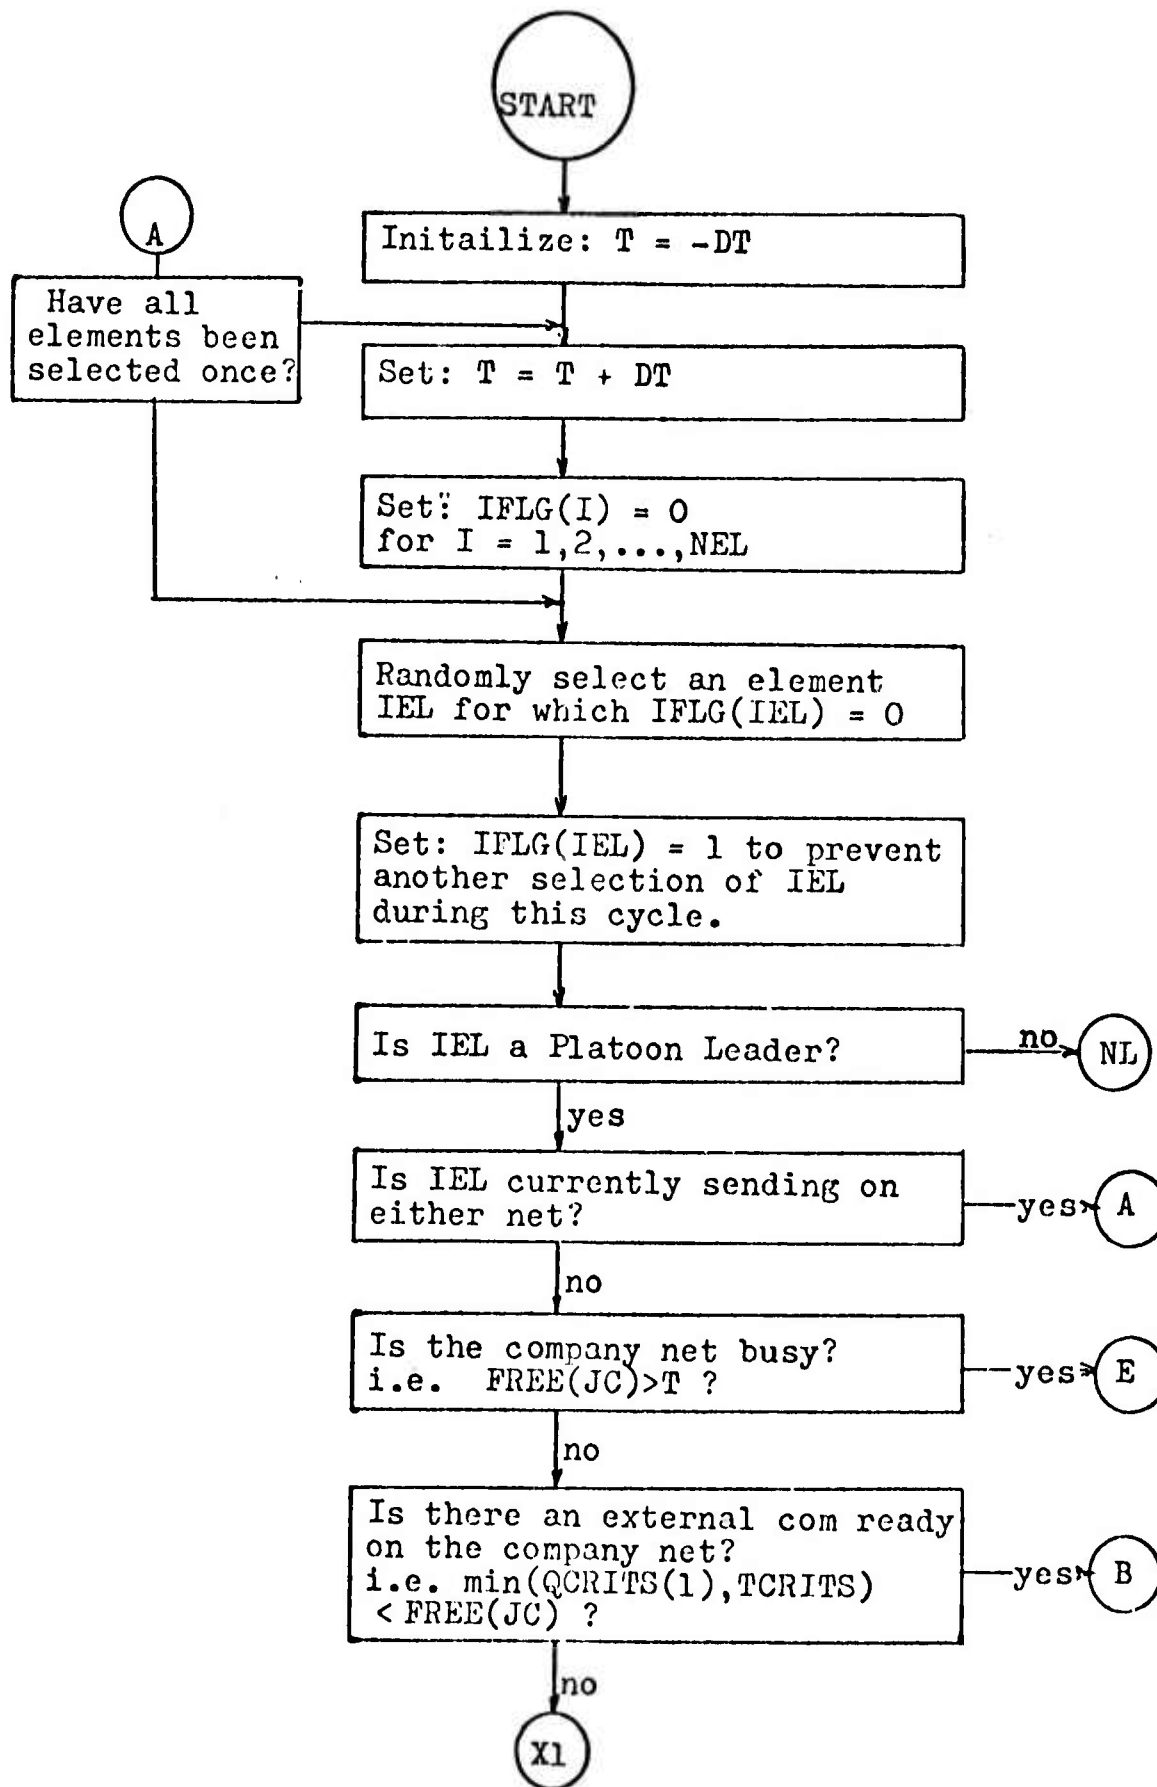 START
A
Initailize: T = -DT
Have all
elements been
selected once?
Set: T = T + DT
Set: IFLG(I) = 0
for I = 1,2,...,NEL
Randomly select an element
IEL for which IFLG(IEL) = 0
Set: IFLG(IEL) = 1 to prevent
another selection of IEL
during this cycle.
Is IEL a Platoon Leader?
no
NL
yes
Is IEL currently sending on
either net?
yes
A
no
Is the company net busy?
i.e. FREE(JC)>T ?
yes
E
no
Is there an external com ready
on the company net?
i.e. min(QCRITS(1),TCRITS)
< FREE(JC) ?
yes
B
no
X1